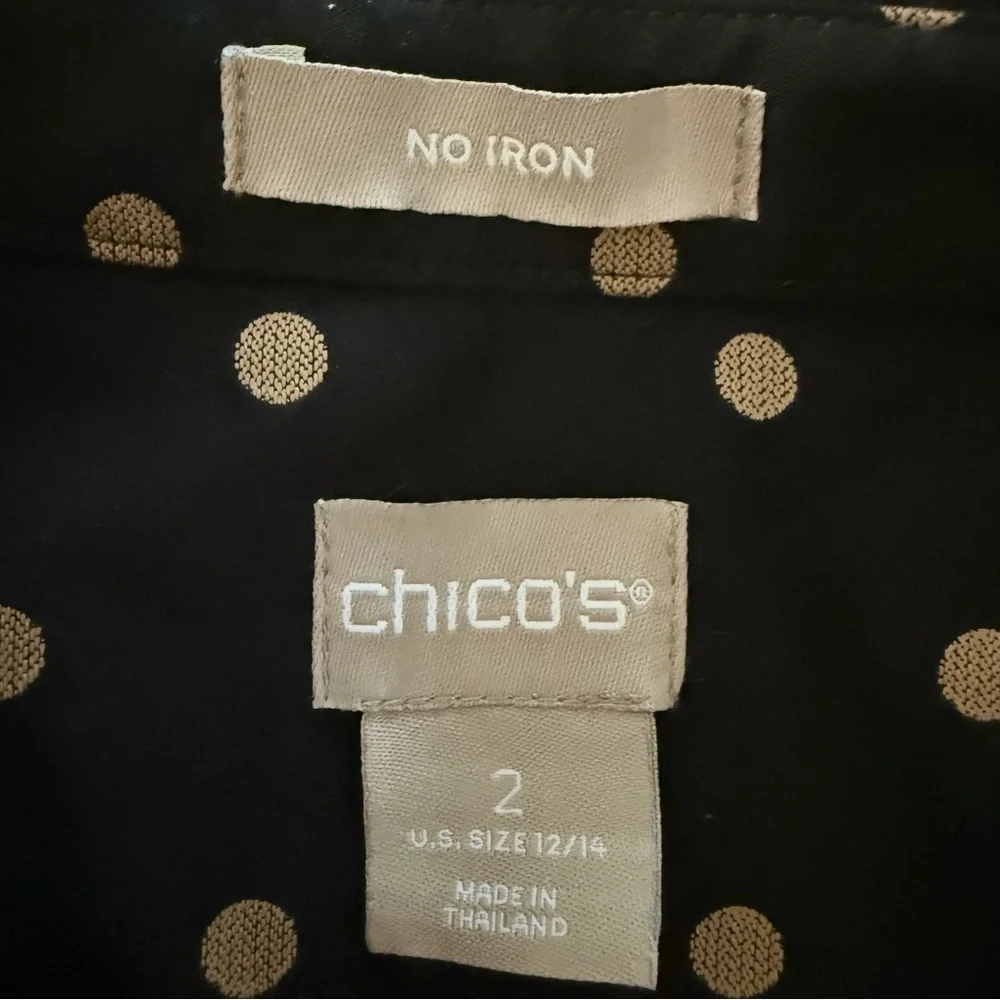 NO IRON
chico's®
2
U.S. SIZE 12/14
MADE IN
THAILAND